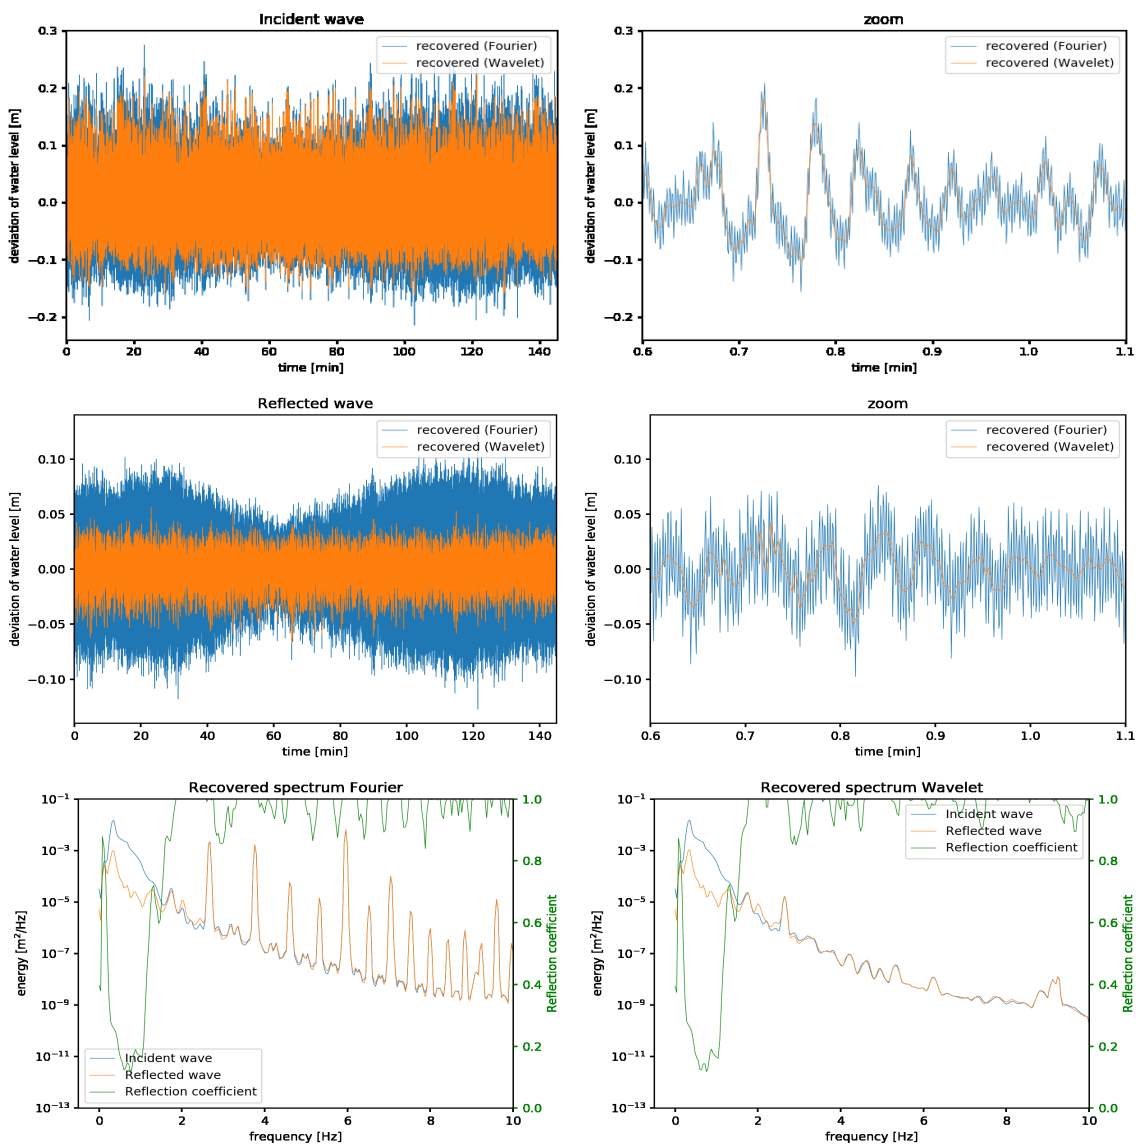 Incident wave
0.3
0.2
0.1
0.0
−0.1
−0.2
deviation of water level [m]
recovered (Fourier)
recovered (Wavelet)
0 20 40 60 80 100 120 140
time [min]
zoom
0.3
0.2
0.1
0.0
−0.1
−0.2
deviation of water level [m]
recovered (Fourier)
recovered (Wavelet)
0.6 0.7 0.8 0.9 1.0 1.1
time [min]
Reflected wave
0.10
0.05
0.00
−0.05
−0.10
deviation of water level [m]
recovered (Fourier)
recovered (Wavelet)
0 20 40 60 80 100 120 140
time [min]
zoom
0.10
0.05
0.00
−0.05
−0.10
deviation of water level [m]
recovered (Fourier)
recovered (Wavelet)
0.6 0.7 0.8 0.9 1.0 1.1
time [min]
Recovered spectrum Fourier
10⁻¹
10⁻³
10⁻⁵
10⁻⁷
10⁻⁹
10⁻¹¹
10⁻¹³
energy [m²/Hz]
Incident wave
Reflected wave
Reflection coefficient
1.0
0.8
0.6
0.4
0.2
0.0
Reflection coefficient
0 2 4 6 8 10
frequency [Hz]
Recovered spectrum Wavelet
10⁻¹
10⁻³
10⁻⁵
10⁻⁷
10⁻⁹
10⁻¹¹
10⁻¹³
energy [m²/Hz]
Incident wave
Reflected wave
Reflection coefficient
1.0
0.8
0.6
0.4
0.2
0.0
Reflection coefficient
0 2 4 6 8 10
frequency [Hz]